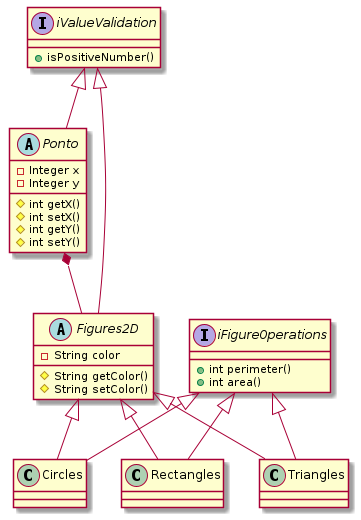 I iValueValidation
isPositiveNumber()
A Ponto
Integer x
Integer y
int getX()
int setX()
int getY()
int setY()
A Figures2D
String color
String getColor()
String setColor()
I iFigureOperations
int perimeter()
int area()
C Circles
C Rectangles
C Triangles